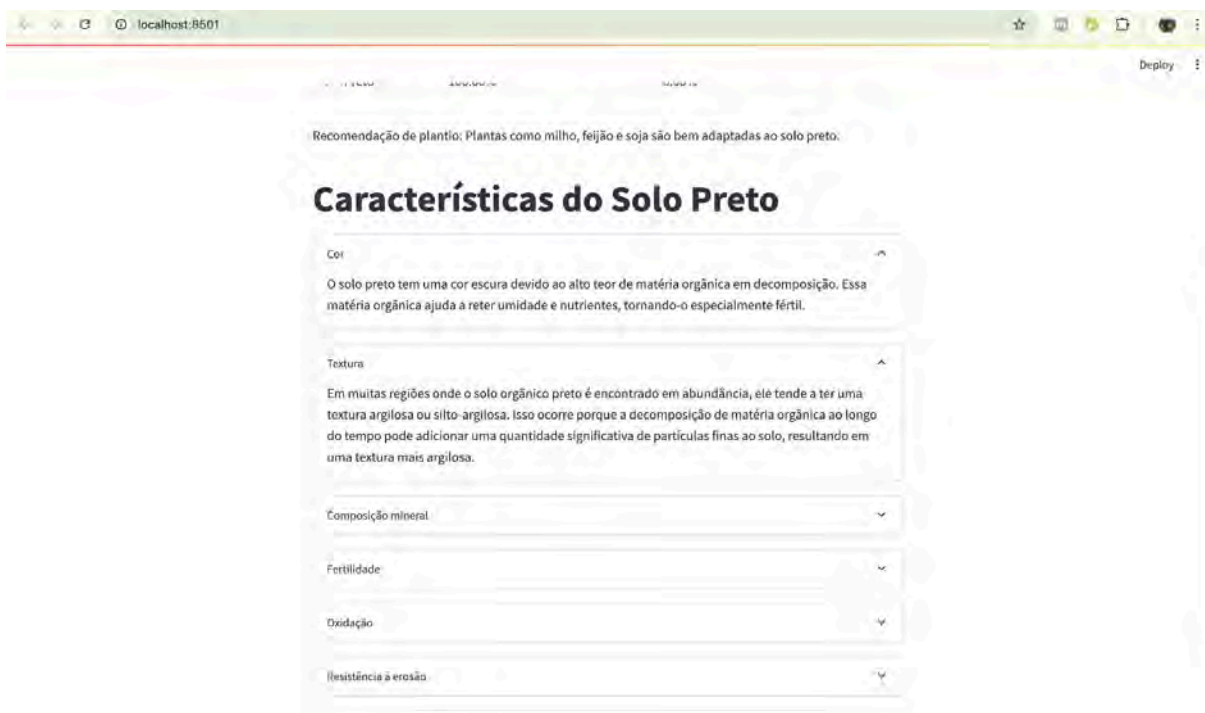 localhost:8501
Deploy
Recomendação de plantio: Plantas como milho, feijão e soja são bem adaptadas ao solo preto.
Características do Solo Preto
Cor
O solo preto tem uma cor escura devido ao alto teor de matéria orgânica em decomposição. Essa
matéria orgânica ajuda a reter umidade e nutrientes, tornando-o especialmente fértil.
Textura
Em muitas regiões onde o solo orgânico preto é encontrado em abundância, ele tende a ter uma
textura argilosa ou silto-argilosa. Isso ocorre porque a decomposição de matéria orgânica ao longo
do tempo pode adicionar uma quantidade significativa de partículas finas ao solo, resultando em
uma textura mais argilosa.
Composição mineral
Fertilidade
Oxidação
Resistência à erosão